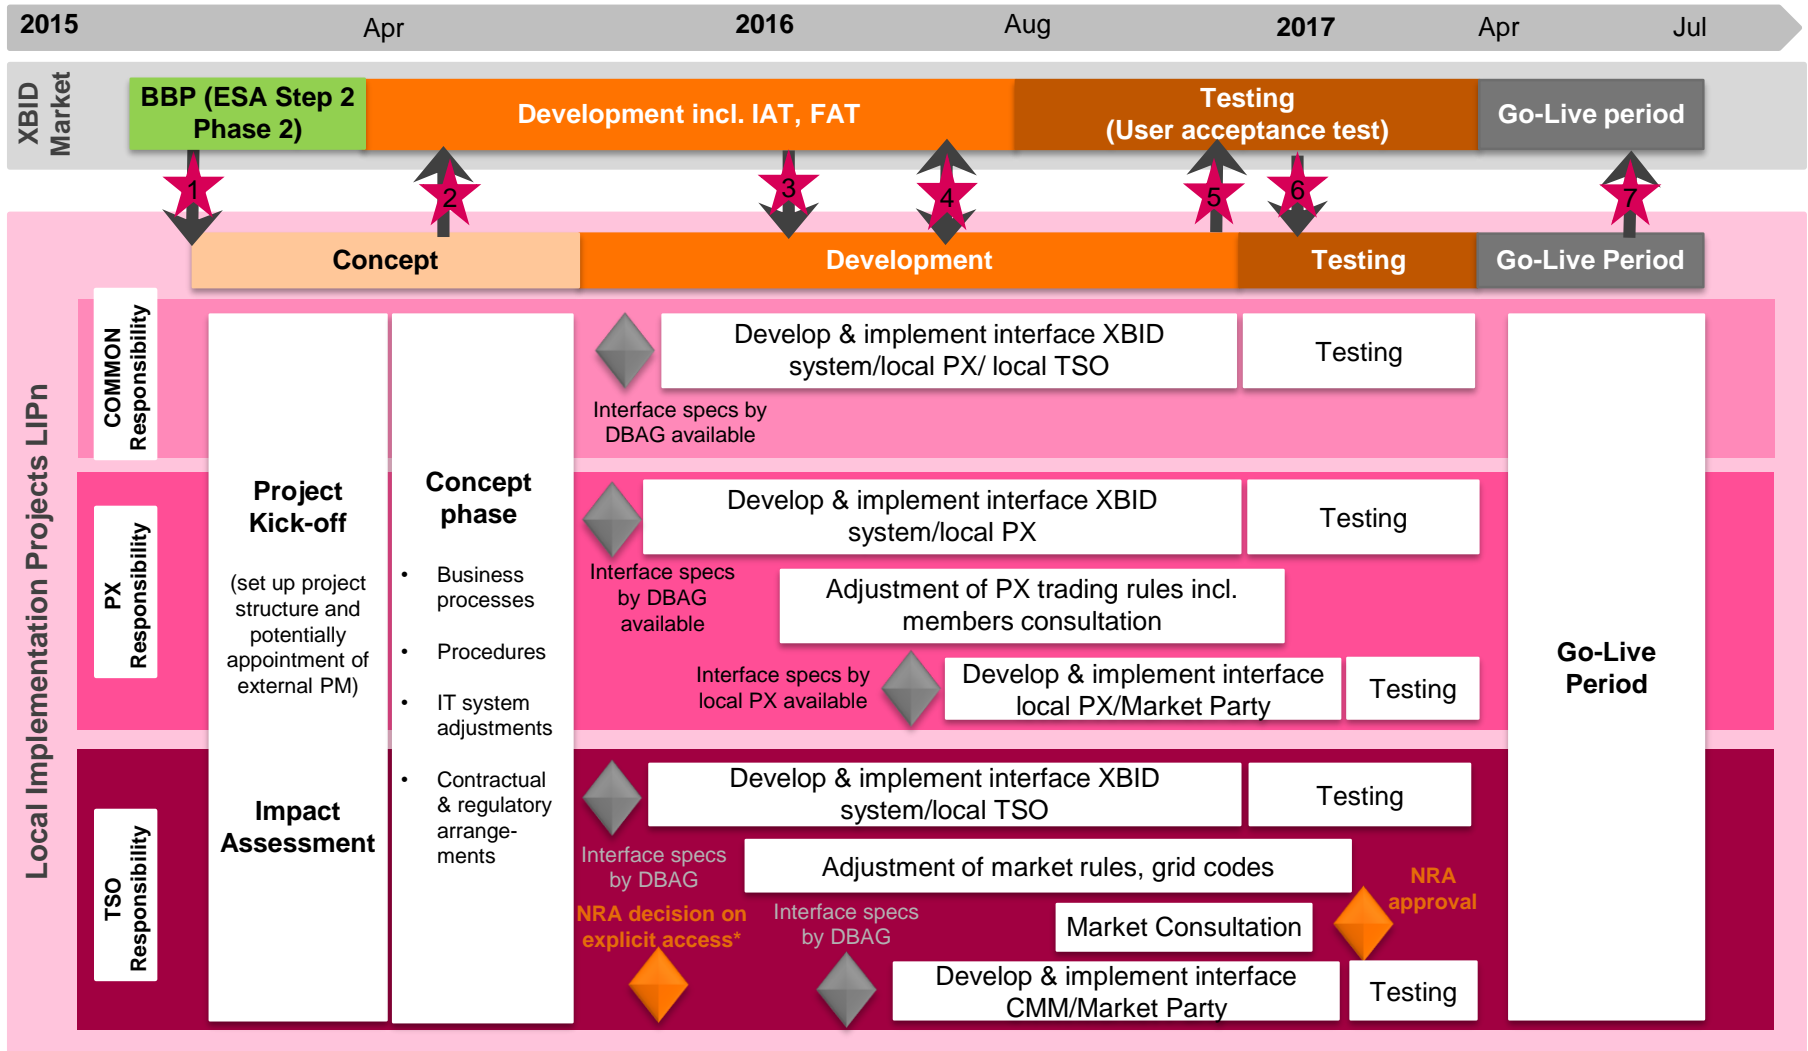 2015
Apr
2016
Aug
2017
Apr
Jul
XBID
Market
BBP (ESA Step 2
Phase 2)
Development incl. IAT, FAT
Testing
(User acceptance test)
Go-Live period
1
2
3
4
5
6
7
Concept
Development
Testing
Go-Live Period
Local Implementation Projects LIPn
COMMON
Responsibility
Develop & implement interface XBID
system/local PX/ local TSO
Testing
Interface specs by
DBAG available
Project
Kick-off
(set up project
structure and
potentially
appointment of
external PM)
Impact
Assessment
Concept
phase
• Business
processes
• Procedures
• IT system
adjustments
• Contractual
& regulatory
arrange-
ments
PX
Responsibility
Develop & implement interface XBID
system/local PX
Testing
Interface specs
by DBAG
available
Adjustment of PX trading rules incl.
members consultation
Interface specs by
local PX available
Develop & implement interface
local PX/Market Party
Testing
Go-Live
Period
TSO
Responsibility
Develop & implement interface XBID
system/local TSO
Testing
Interface specs
by DBAG
Adjustment of market rules, grid codes
NRA
approval
NRA decision on
explicit access*
Interface specs
by DBAG
Market Consultation
Develop & implement interface
CMM/Market Party
Testing